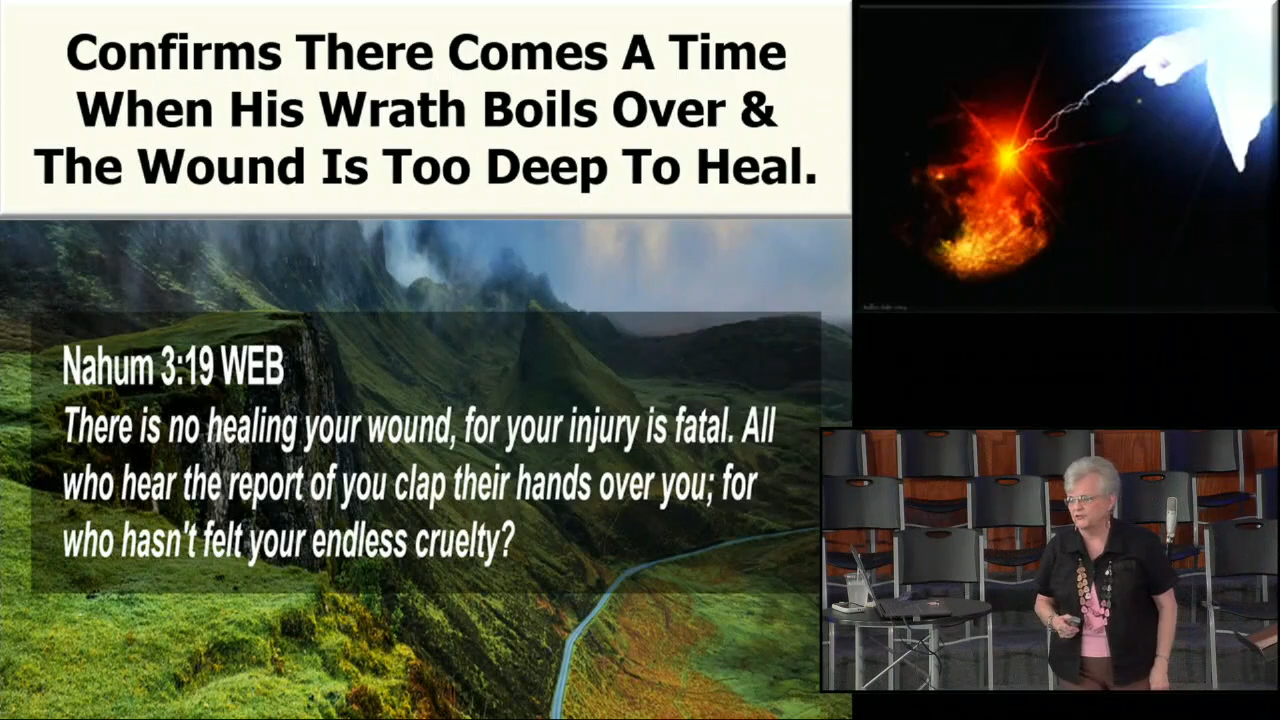 Confirms There Comes A Time
When His Wrath Boils Over &
The Wound Is Too Deep To Heal.
Nahum 3:19 WEB
There is no healing your wound, for your injury is fatal. All
who hear the report of you clap their hands over you; for
who hasn't felt your endless cruelty?